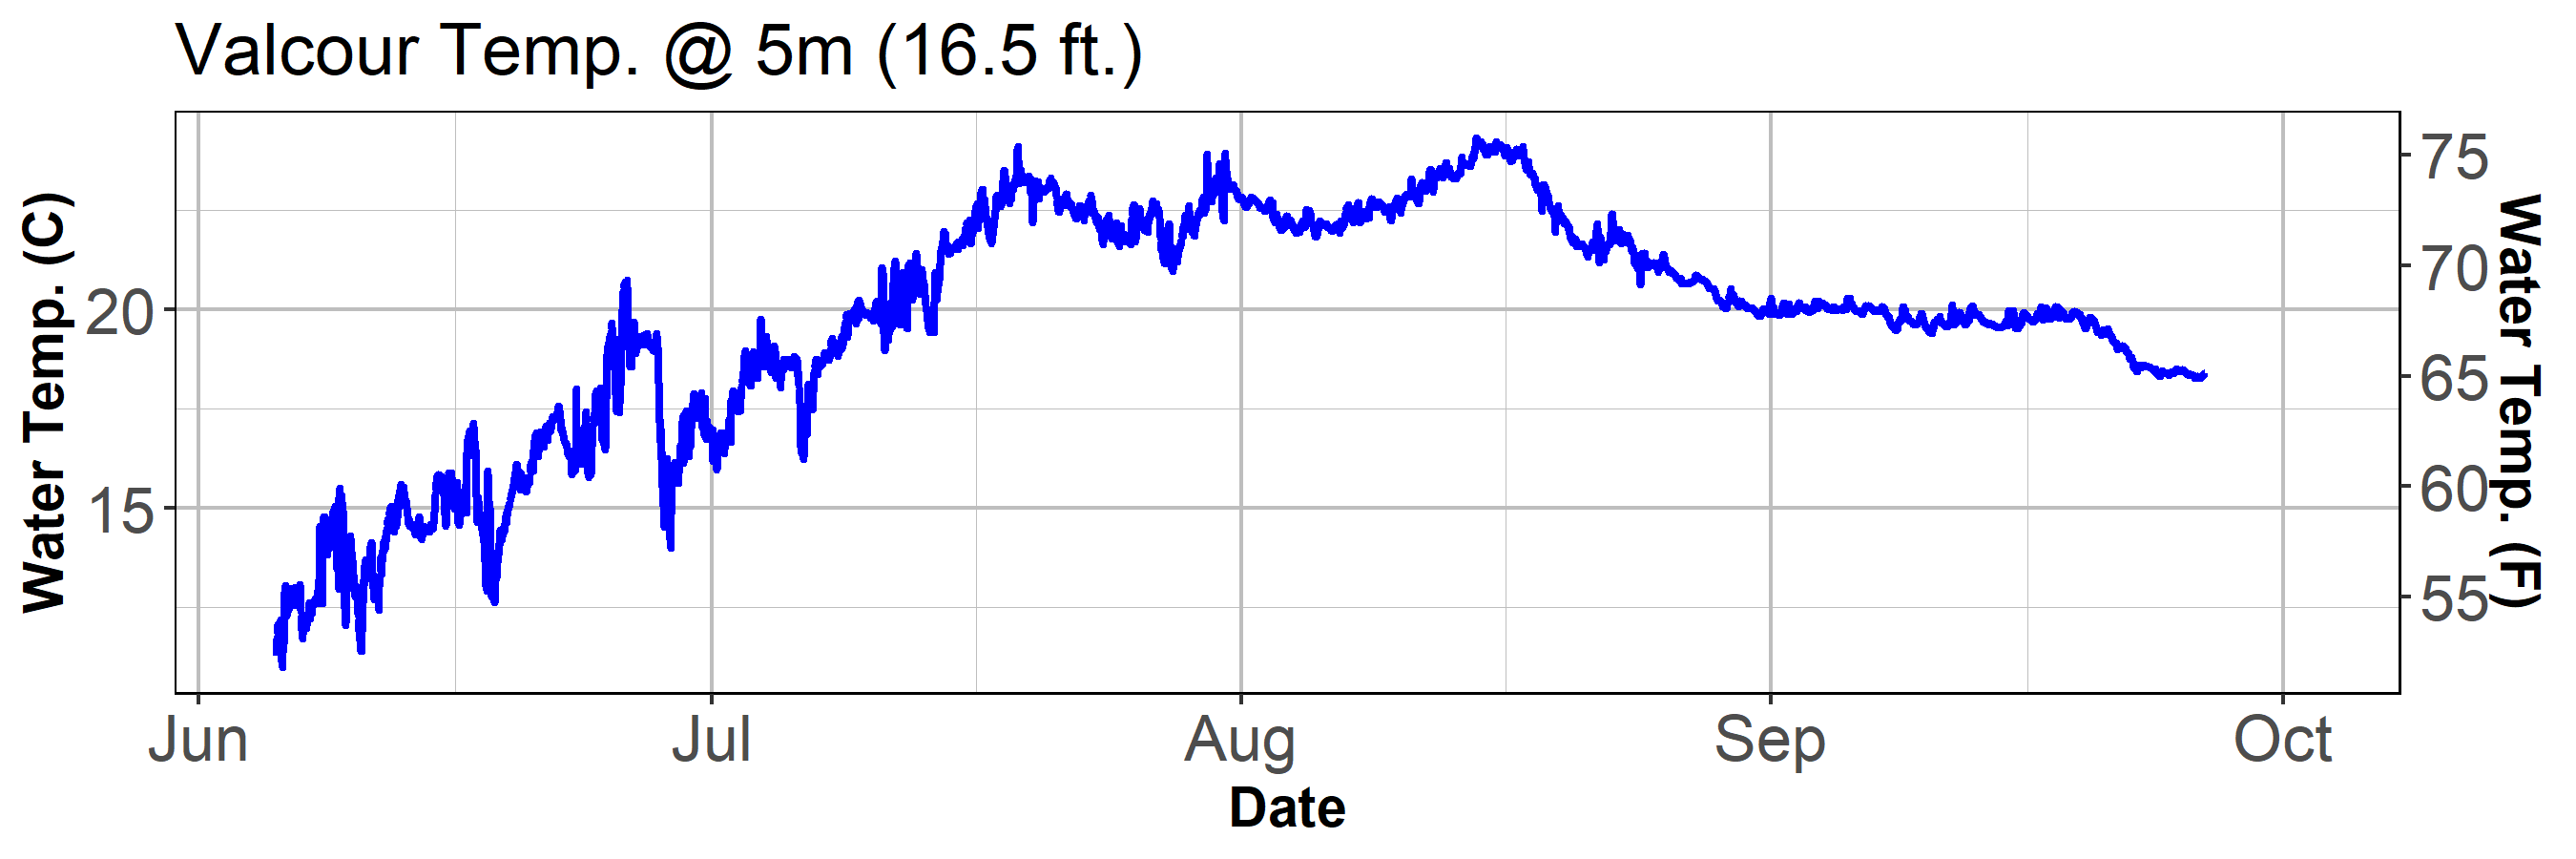 Valcour Temp. @ 5m (16.5 ft.)
Water Temp. (C)
20
15
75
70
65
60
55
Water Temp. (F)
Jun Jul Aug Sep Oct
Date